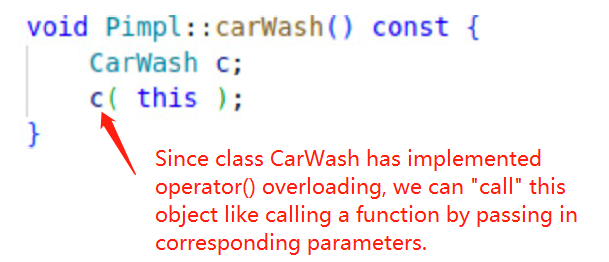 void Pimpl::carWash() const {
CarWash c;
c( this );
}
Since class CarWash has implemented
operator() overloading, we can "call" this
object like calling a function by passing in
corresponding parameters.